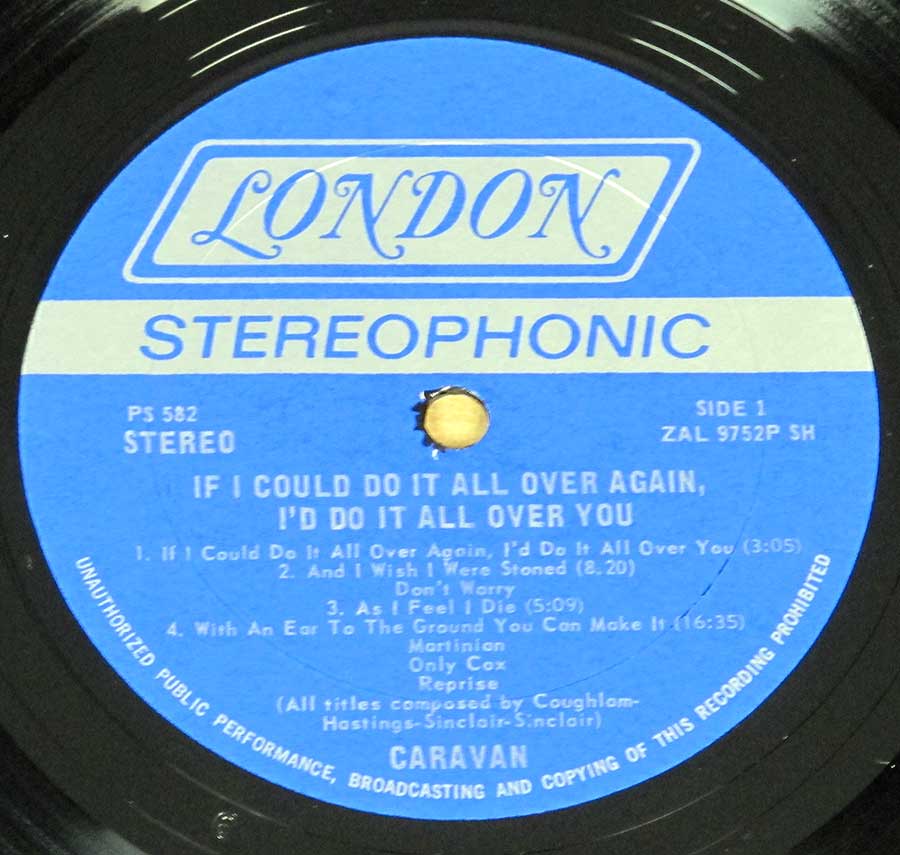 LONDON
STEREOPHONIC
PS 582
STEREO
SIDE 1
ZAL 9752P SH
IF I COULD DO IT ALL OVER AGAIN,
I'D DO IT ALL OVER YOU
1. If I Could Do It All Over Again, I'd Do It All Over You (3:05)
2. And I Wish I Were Stoned (8.20)
Don't Worry
3. As I Feel I Die (5:09)
4. With An Ear To The Ground You Can Make It (16:35)
Martinian
Only Cox
Reprise
(All titles composed by Coughlam-
Hastings-Sinclair-Sinclair)
CARAVAN
UNAUTHORIZED PUBLIC PERFORMANCE, BROADCASTING AND COPYING OF THIS RECORDING PROHIBITED